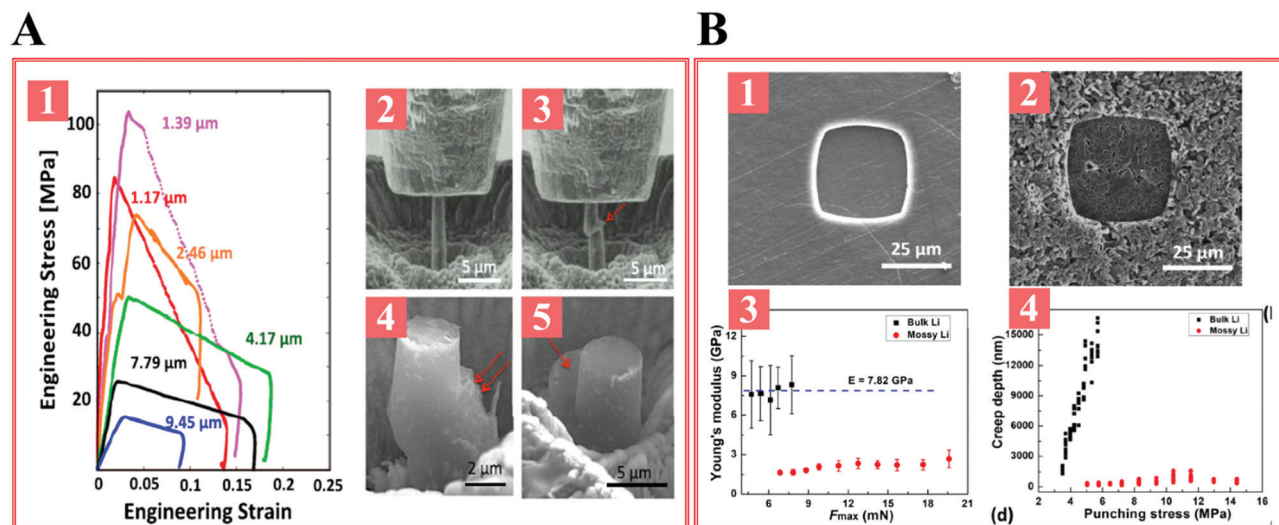 A
B
1
Engineering Stress [MPa]
100
80
60
40
20
0
0.05
0.1
0.15
0.2
0.25
Engineering Strain
1.39 µm
1.17 µm
2.46 µm
4.17 µm
7.79 µm
9.45 µm
2
5 µm
3
5 µm
4
2 µm
5
5 µm
1
25 µm
2
25 µm
3
Young's modulus (GPa)
12
9
6
3
0
6
9
12
15
18
21
Fmax (mN)
Bulk Li
Mossy Li
E = 7.82 GPa
4
(d)
Creep depth (nm)
15000
12000
9000
6000
3000
0
2
4
6
8
10
12
14
16
Punching stress (MPa)
Bulk Li
Mossy Li